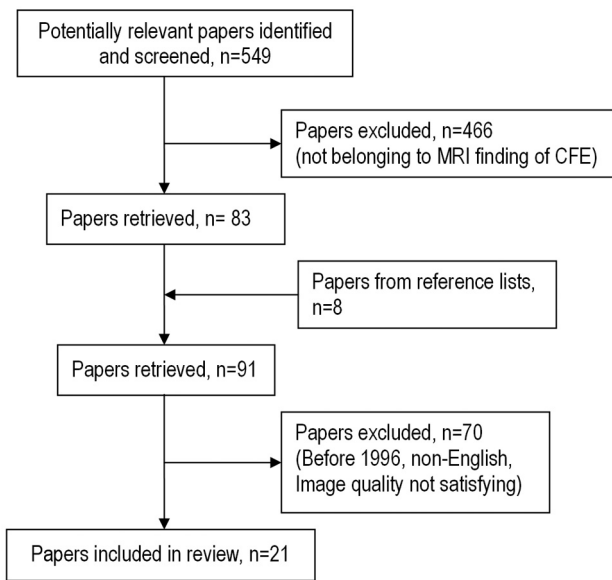 Potentially relevant papers identified
and screened, n=549
Papers excluded, n=466
(not belonging to MRI finding of CFE)
Papers retrieved, n= 83
Papers from reference lists,
n=8
Papers retrieved, n=91
Papers excluded, n=70
(Before 1996, non-English,
Image quality not satisfying)
Papers included in review, n=21